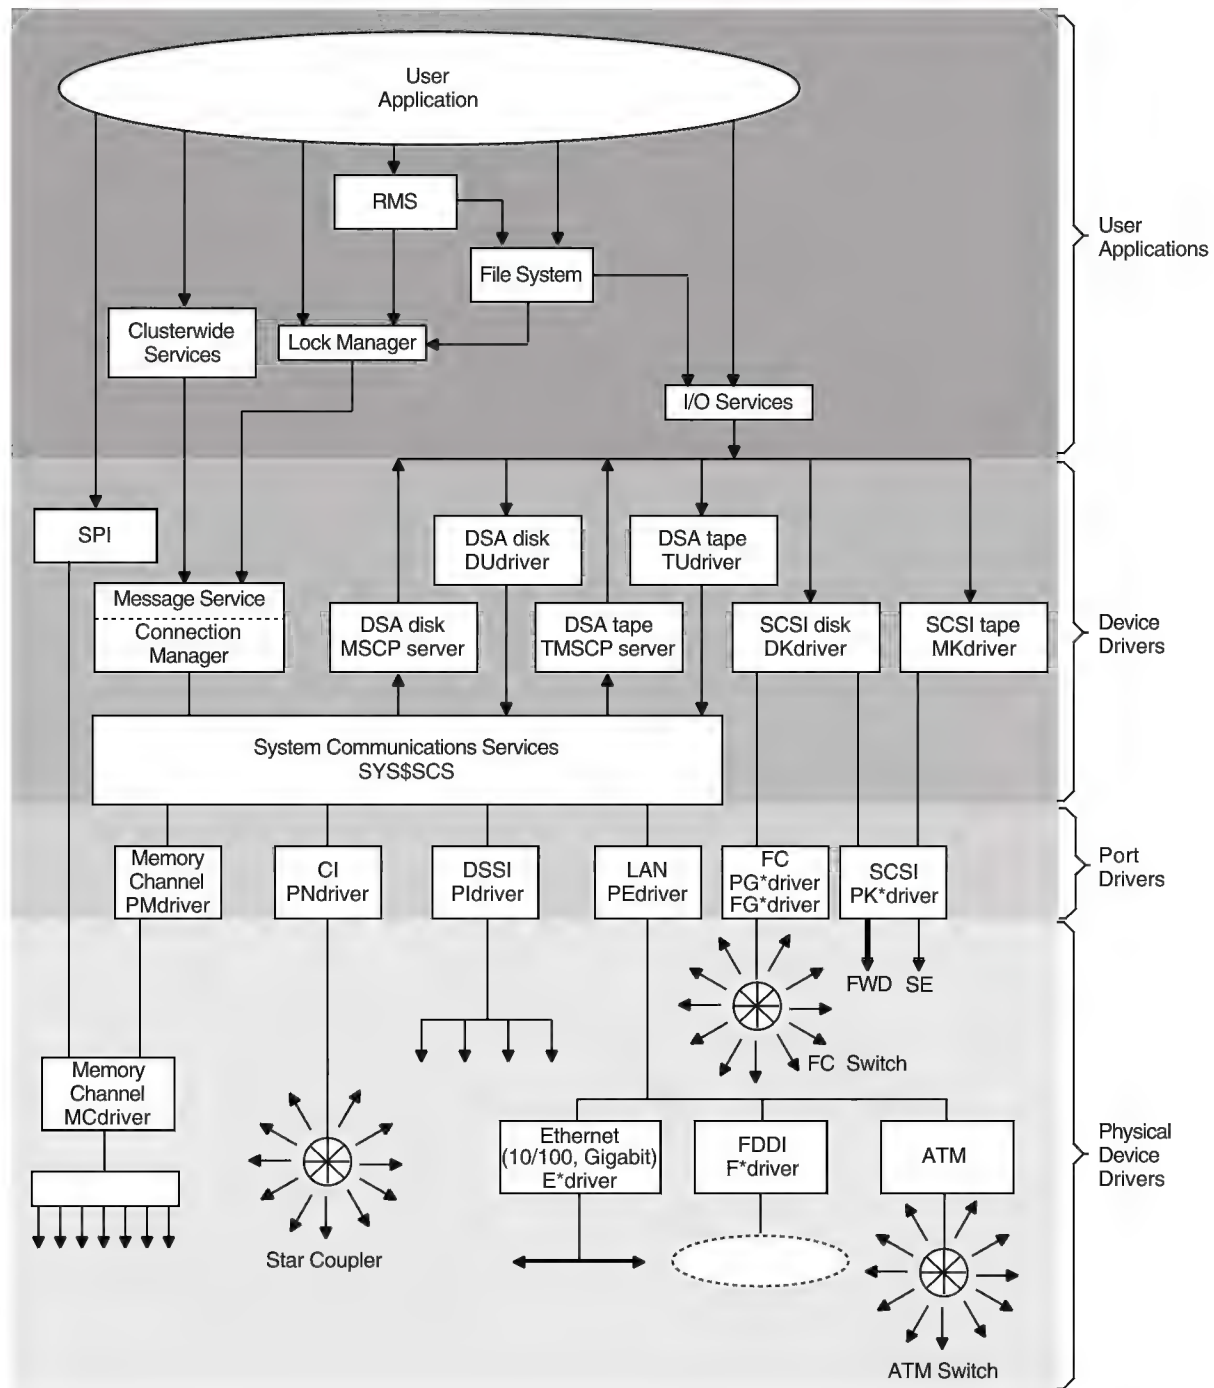 User
Application
RMS
User
Applications
File System
Clusterwide
Services
Lock Manager
I/O Services
SPI
DSA disk
DUdriver
DSA tape
TUdriver
Message Service
Connection
Manager
DSA disk
MSCP server
DSA tape
TMSCP server
SCSI disk
DKdriver
SCSI tape
MKdriver
Device
Drivers
System Communications Services
SYS$SCS
Memory
Channel
PMdriver
CI
PNdriver
DSSI
PIdriver
LAN
PEdriver
FC
PG*driver
FG*driver
SCSI
PK*driver
Port
Drivers
FWD SE
FC Switch
Memory
Channel
MCdriver
Ethernet
(10/100, Gigabit)
E*driver
FDDI
F*driver
ATM
Physical
Device
Drivers
Star Coupler
ATM Switch